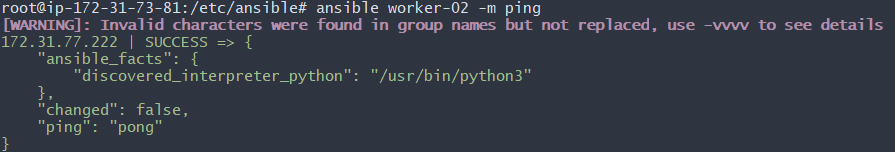 root@ip-172-31-73-81:/etc/ansible# ansible worker-02 -m ping
[WARNING]: Invalid characters were found in group names but not replaced, use -vvvv to see details
172.31.77.222 | SUCCESS => {
    "ansible_facts": {
        "discovered_interpreter_python": "/usr/bin/python3"
    },
    "changed": false,
    "ping": "pong"
}